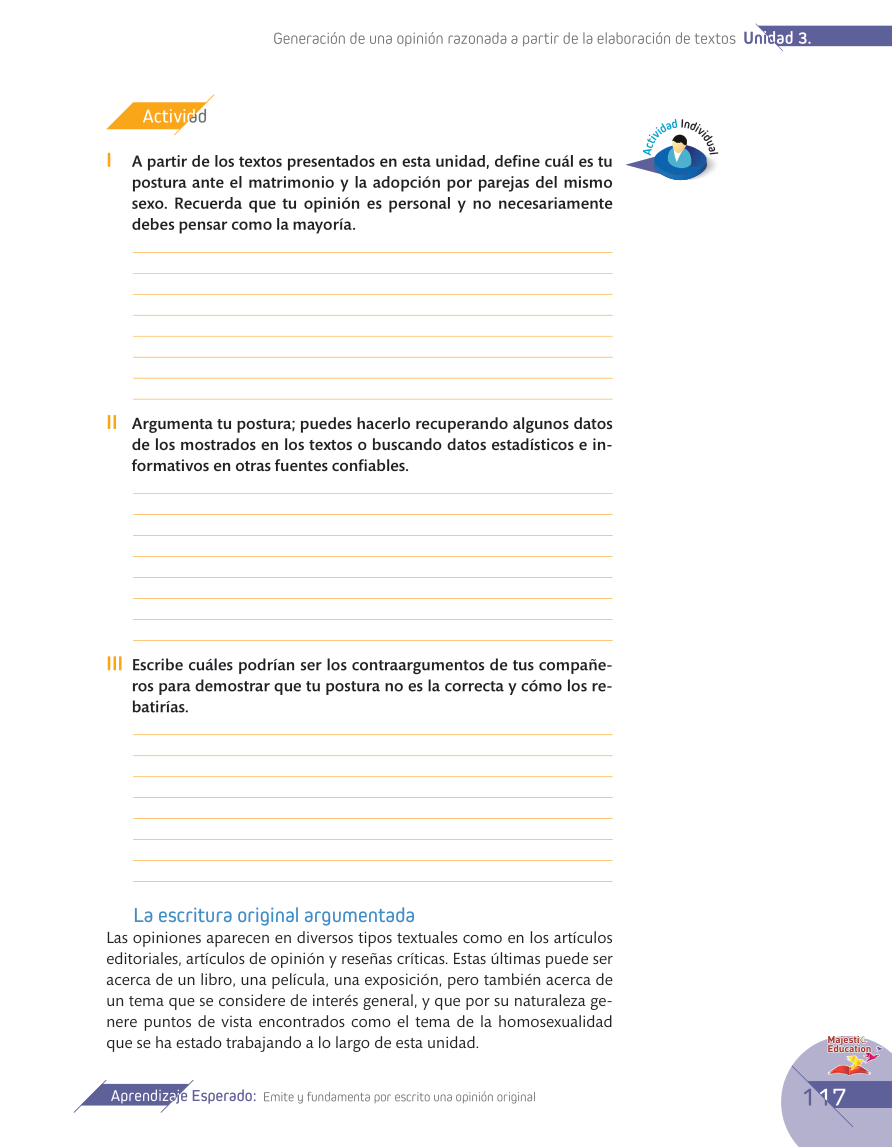 Generación de una opinión razonada a partir de la elaboración de textos Unidad 3.
Actividad
Actividad Individual
I A partir de los textos presentados en esta unidad, define cuál es tu
postura ante el matrimonio y la adopción por parejas del mismo
sexo. Recuerda que tu opinión es personal y no necesariamente
debes pensar como la mayoría.
II Argumenta tu postura; puedes hacerlo recuperando algunos datos
de los mostrados en los textos o buscando datos estadísticos e in-
formativos en otras fuentes confiables.
III Escribe cuáles podrían ser los contraargumentos de tus compañe-
ros para demostrar que tu postura no es la correcta y cómo los re-
batirías.
La escritura original argumentada
Las opiniones aparecen en diversos tipos textuales como en los artículos
editoriales, artículos de opinión y reseñas críticas. Estas últimas puede ser
acerca de un libro, una película, una exposición, pero también acerca de
un tema que se considere de interés general, y que por su naturaleza ge-
nere puntos de vista encontrados como el tema de la homosexualidad
que se ha estado trabajando a lo largo de esta unidad.
Majestic
Education
Aprendizaje Esperado: Emite y fundamenta por escrito una opinión original
117